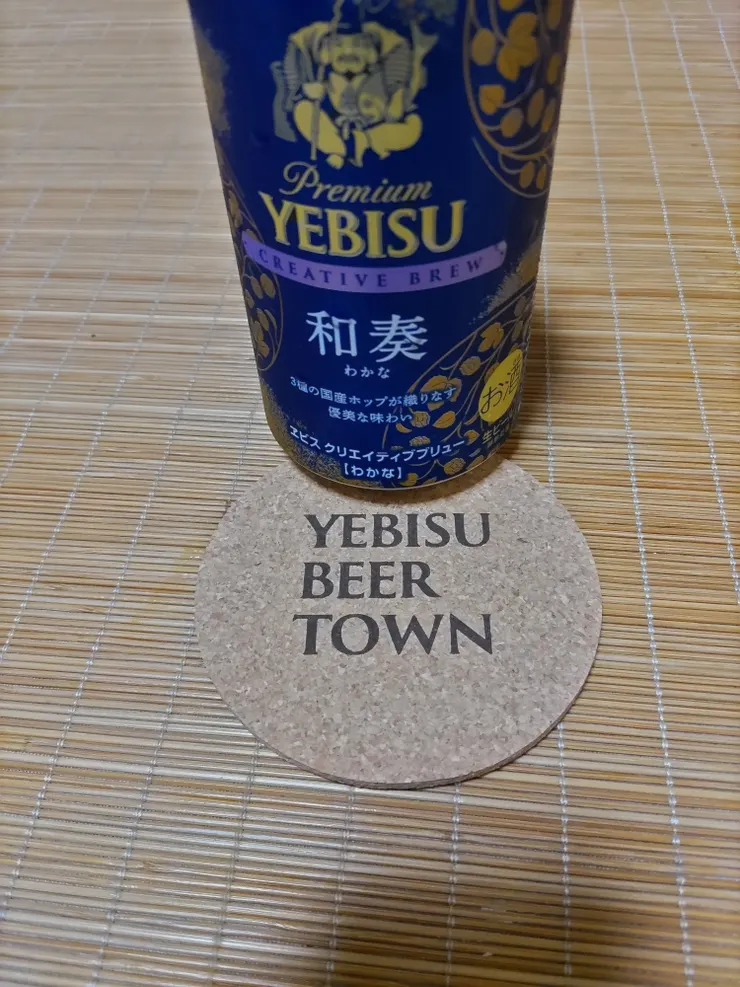 Premium
YEBISU
CREATIVE BREW
和奏
わかな
3種の国産ホップが織りなす
優美な味わい
ヱビス クリエイティブブリュー
【わかな】
お酒
YEBISU
BEER
TOWN